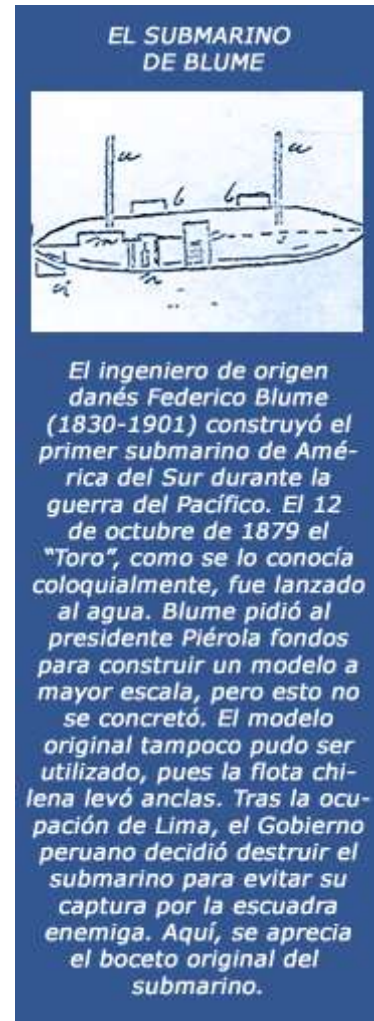 EL SUBMARINO
DE BLUME
a
a
b
b
m
n
i
El ingeniero de origen
danés Federico Blume
(1830-1901) construyó el
primer submarino de Amé-
rica del Sur durante la
guerra del Pacífico. El 12
de octubre de 1879 el
“Toro”, como se lo conocía
coloquialmente, fue lanzado
al agua. Blume pidió al
presidente Piérola fondos
para construir un modelo a
mayor escala, pero esto no
se concretó. El modelo
original tampoco pudo ser
utilizado, pues la flota chi-
lena levó anclas. Tras la ocu-
pación de Lima, el Gobierno
peruano decidió destruir el
submarino para evitar su
captura por la escuadra
enemiga. Aquí, se aprecia
el boceto original del
submarino.